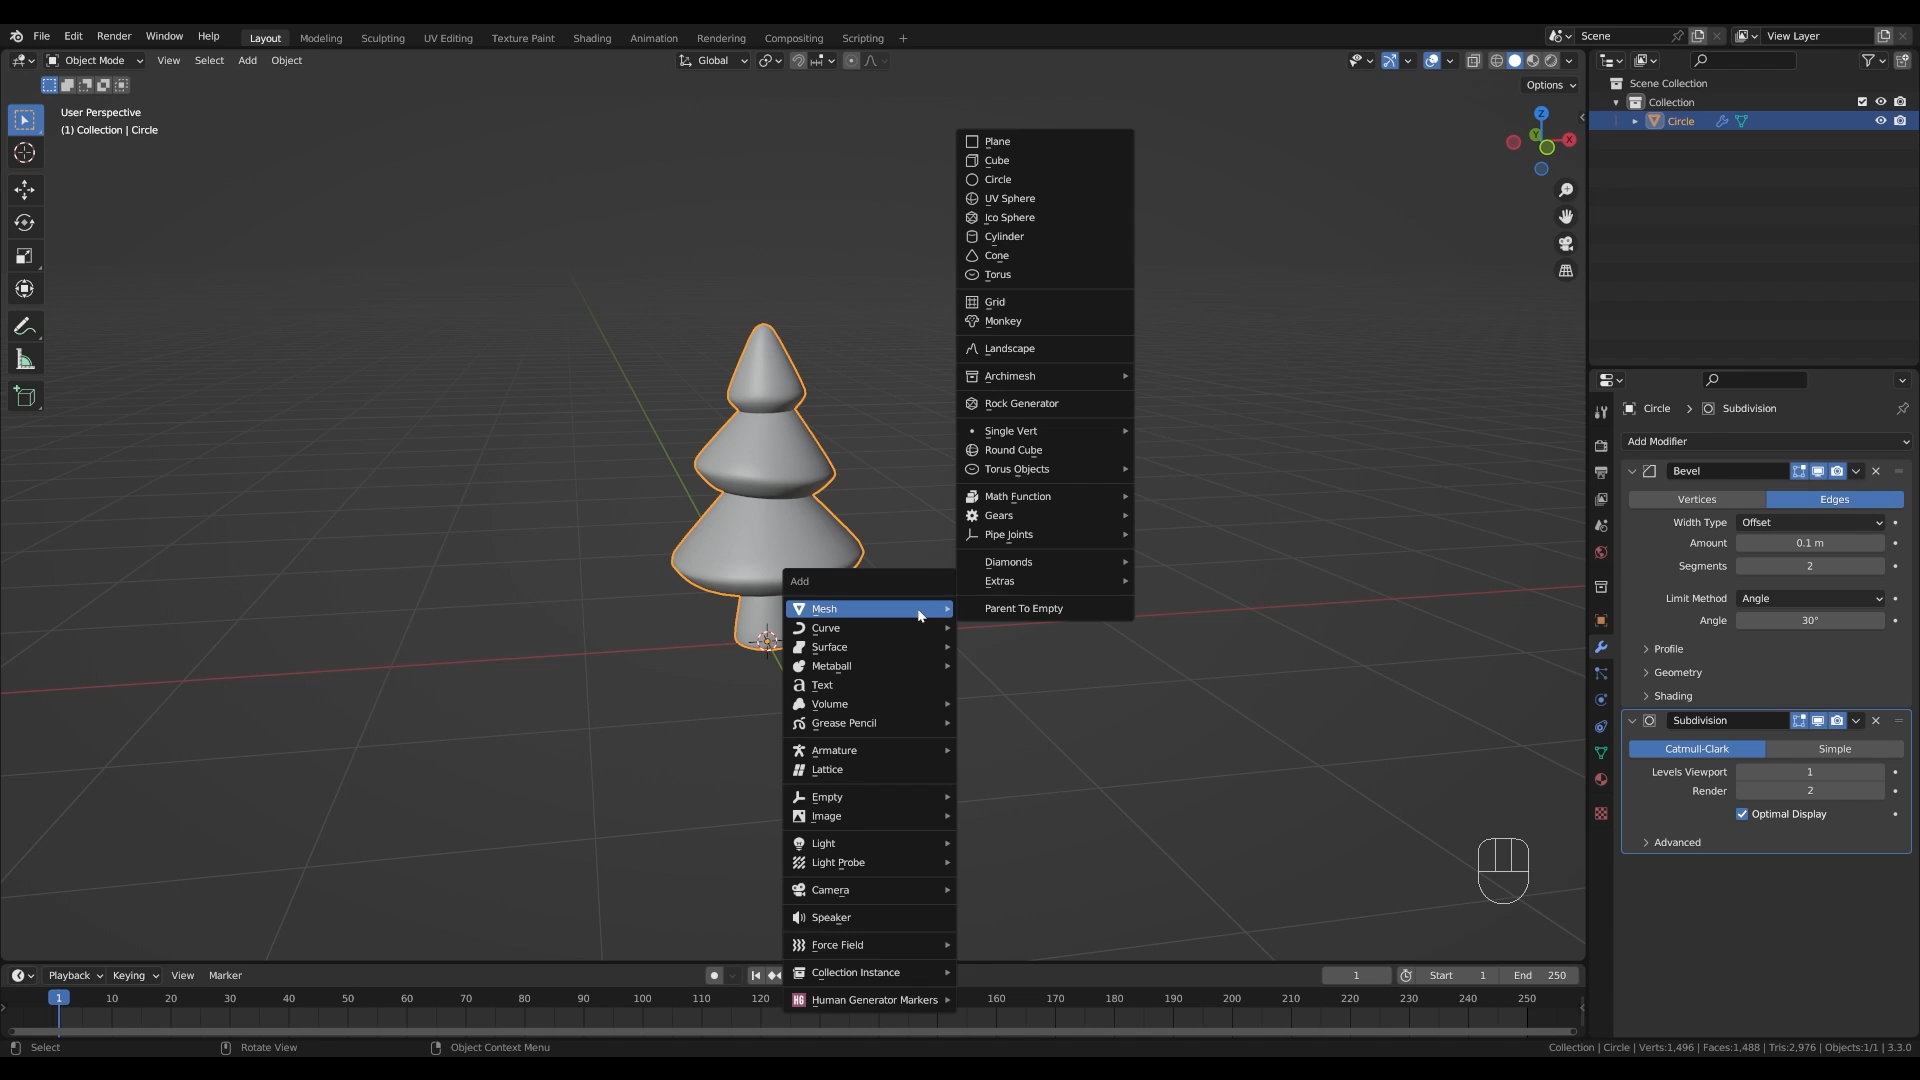 File Edit Render Window Help Layout Modeling Sculpting UV Editing Texture Paint Shading Animation Rendering Compositing Scripting + Scene View Layer
Object Mode View Select Add Object Global
Options
User Perspective
(1) Collection | Circle
Z
Y
X
Scene Collection
Collection
Circle
Plane
Cube
Circle
UV Sphere
Ico Sphere
Cylinder
Cone
Torus
Grid
Monkey
Landscape
Archimesh
Rock Generator
Single Vert
Round Cube
Torus Objects
Math Function
Gears
Pipe Joints
Diamonds
Extras
Parent To Empty
Add
Mesh
Curve
Surface
Metaball
Text
Volume
Grease Pencil
Armature
Lattice
Empty
Image
Light
Light Probe
Camera
Speaker
Force Field
Collection Instance
HG Human Generator Markers
Circle > Subdivision
Add Modifier
Bevel
Vertices Edges
Width Type Offset
Amount 0.1 m
Segments 2
Limit Method Angle
Angle 30°
Profile
Geometry
Shading
Subdivision
Catmull-Clark Simple
Levels Viewport 1
Render 2
Optimal Display
Advanced
Playback Keying View Marker 1 Start 1 End 250
1 10 20 30 40 50 60 70 80 90 100 110 120 160 170 180 190 200 210 220 230 240 250
Select Rotate View Object Context Menu Collection | Circle | Verts:1,496 | Faces:1,488 | Tris:2,976 | Objects:1/1 | 3.3.0